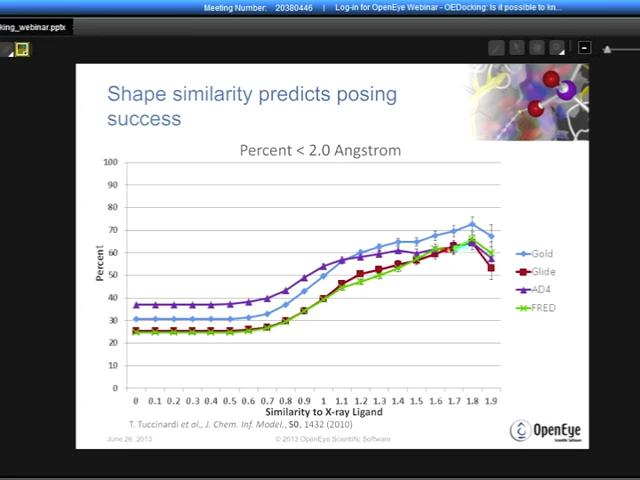 Meeting Number: 20380446 | Log-in for OpenEye Webinar - OEDocking: Is it possible to kn...
king_webinar.pptx
Shape similarity predicts posing
success
Percent < 2.0 Angstrom
100
90
80
70
60
50
40
30
20
10
0
Percent
0 0.1 0.2 0.3 0.4 0.5 0.6 0.7 0.8 0.9 1 1.1 1.2 1.3 1.4 1.5 1.6 1.7 1.8 1.9
Similarity to X-ray Ligand
Gold
Glide
AD4
FRED
T. Tuccinardi et al., J. Chem. Inf. Model., 50, 1432 (2010)
June 26, 2013
© 2013 OpenEye Scientific Software
OpenEye
Scientific Software